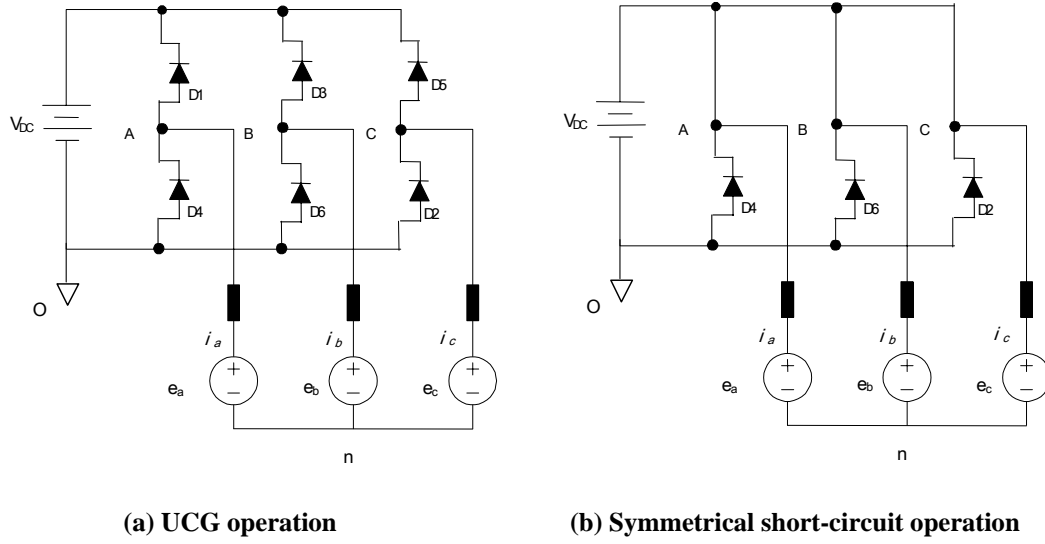 D1
D3
D5
V_DC
A
B
C
D4
D6
D2
O
i_a
i_b
i_c
e_a
e_b
e_c
+
−
+
−
+
−
n
(a) UCG operation
V_DC
A
B
C
D4
D6
D2
O
i_a
i_b
i_c
e_a
e_b
e_c
+
−
+
−
+
−
n
(b) Symmetrical short-circuit operation